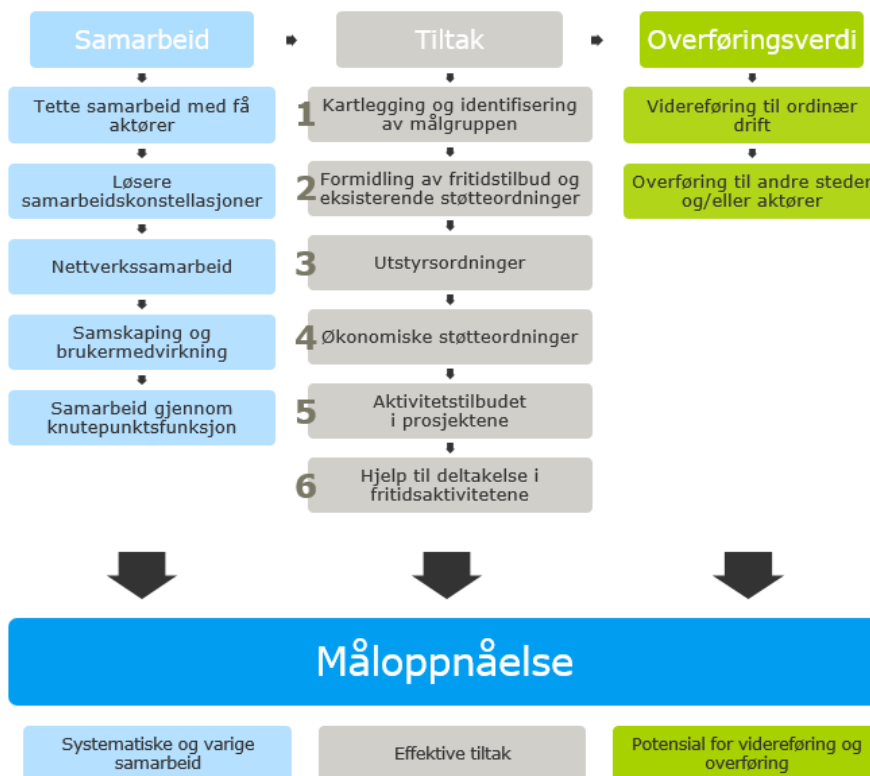 Samarbeid
Tiltak
Overføringsverdi
Tette samarbeid med få
aktører
Løsere
samarbeidskonstellasjoner
Nettverkssamarbeid
Samskaping og
brukermedvirkning
Samarbeid gjennom
knutepunktsfunksjon
1
Kartlegging og identifisering
av målgruppen
2
Formidling av fritidstilbud og
eksisterende støtteordninger
3
Utstyrsordninger
4
Økonomiske støtteordninger
5
Aktivitetstilbudet
i prosjektene
6
Hjelp til deltakelse i
fritidsaktivitetene
Videreføring til ordinær
drift
Overføring til andre steder
og/eller aktører
Måloppnåelse
Systematiske og varige
samarbeid
Effektive tiltak
Potensial for videreføring og
overføring